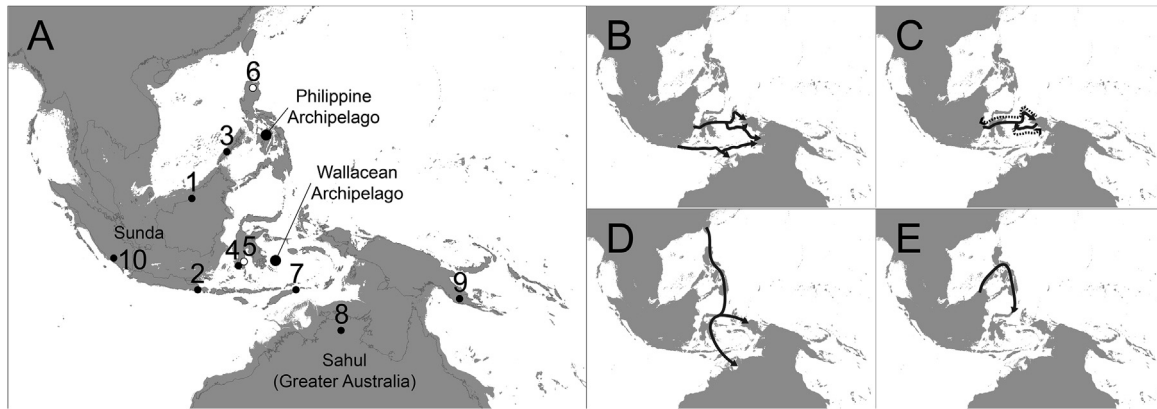 A
6
Philippine
Archipelago
3
Wallacean
Archipelago
1
Sunda
4
5
10
2
7
9
8
Sahul
(Greater Australia)
B
C
D
E